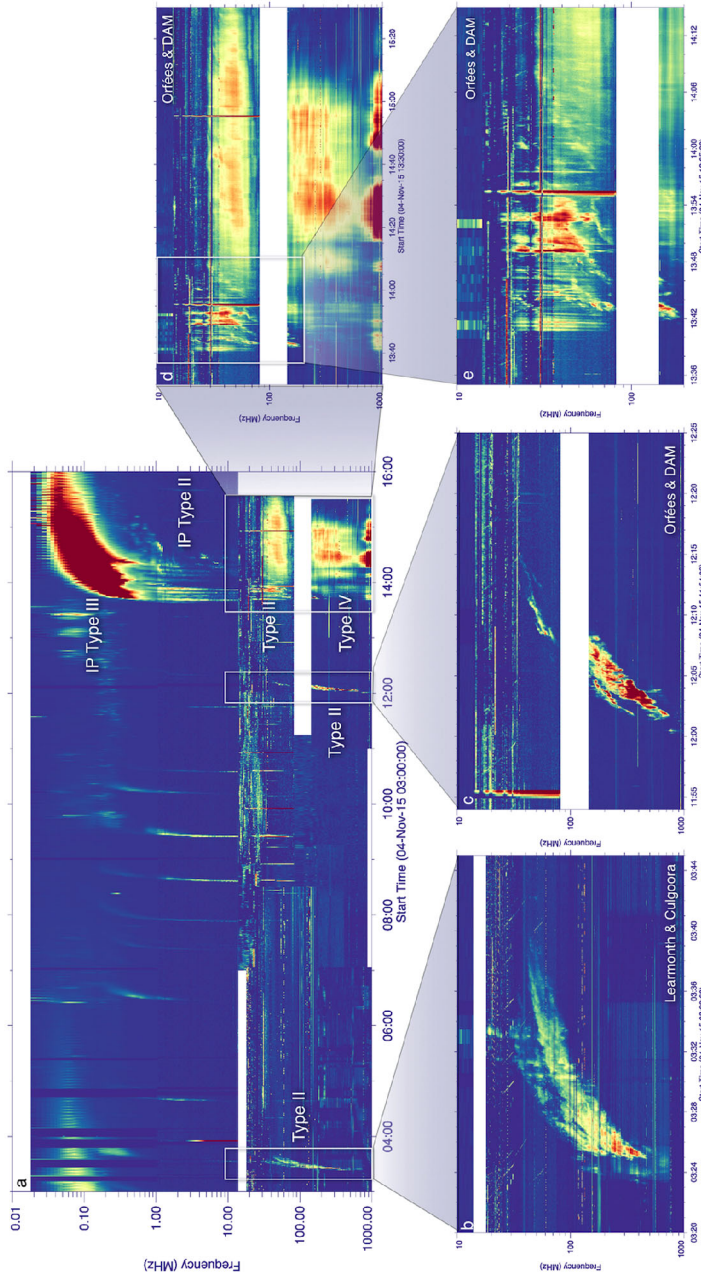 a
0.01
0.10
1.00
10.00
100.00
1000.00
Frequency (MHz)
IP Type III
IP Type II
Type III
Type IV
Type II
Type II
04:00 06:00 08:00 10:00 12:00 14:00 16:00
Start Time (04-Nov-15 03:00:00)
d
Orfées & DAM
10
100
1000
Frequency (MHz)
13:40 14:00 14:20 14:40 15:00 15:20
Start Time (04-Nov-15 13:30:00)
b
10
100
1000
Frequency (MHz)
Learmonth & Culgoora
03:20 03:24 03:28 03:32 03:36 03:40 03:44
c
Orfées & DAM
10
100
1000
Frequency (MHz)
11:55 12:00 12:05 12:10 12:15 12:20 12:25
e
Orfées & DAM
10
100
1000
Frequency (MHz)
13:36 13:42 13:48 13:54 14:00 14:06 14:12